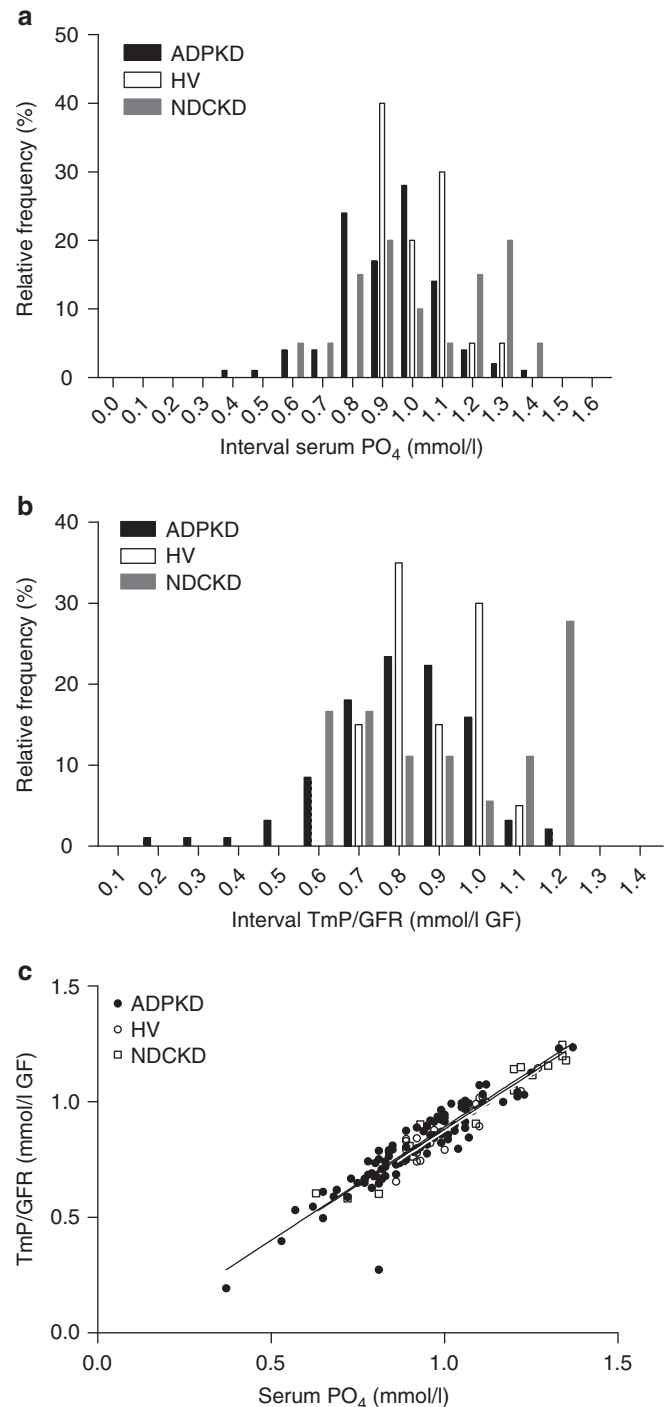 a
50
40
30
20
10
0
Relative frequency (%)
ADPKD
HV
NDCKD
0.0 0.1 0.2 0.3 0.4 0.5 0.6 0.7 0.8 0.9 1.0 1.1 1.2 1.3 1.4 1.5 1.6
Interval serum PO₄ (mmol/l)
b
40
30
20
10
0
Relative frequency (%)
ADPKD
HV
NDCKD
0.1 0.2 0.3 0.4 0.5 0.6 0.7 0.8 0.9 1.0 1.1 1.2 1.3 1.4
Interval TmP/GFR (mmol/l GF)
c
1.5
1.0
0.5
0.0
TmP/GFR (mmol/l GF)
ADPKD
HV
NDCKD
0.0 0.5 1.0 1.5
Serum PO₄ (mmol/l)